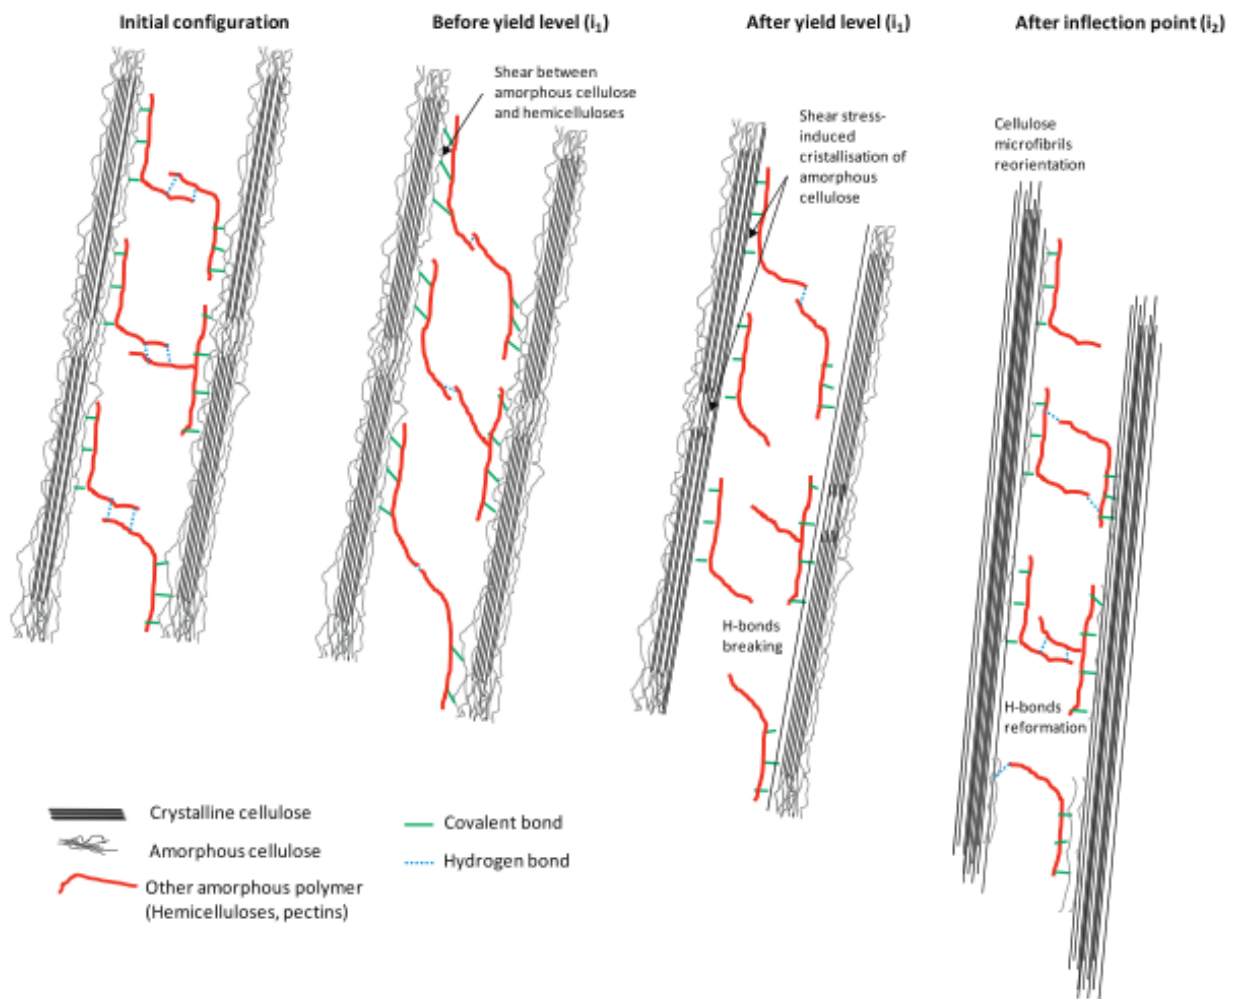 Initial configuration
Before yield level (i₁)
After yield level (i₁)
After inflection point (i₂)
Shear between
amorphous cellulose
and hemicelluloses
Shear stress-
induced
cristallisation of
amorphous
cellulose
Cellulose
microfibrils
reorientation
H-bonds
breaking
H-bonds
reformation
Crystalline cellulose
Amorphous cellulose
Other amorphous polymer
(Hemicelluloses, pectins)
Covalent bond
Hydrogen bond